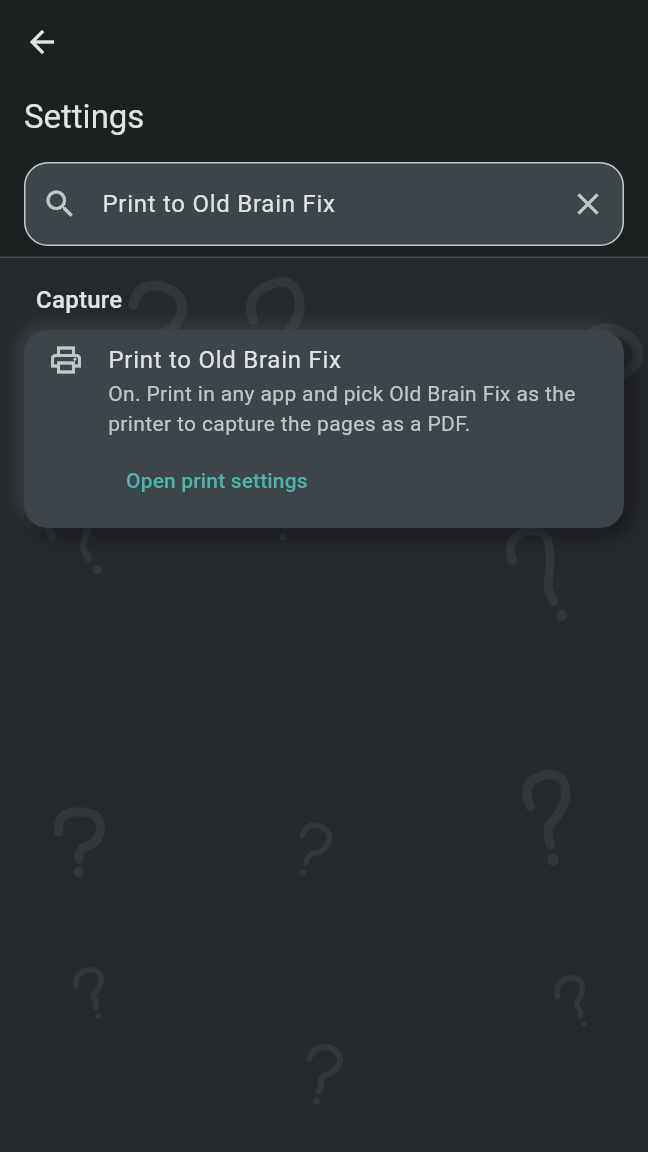 Settings
Print to Old Brain Fix
Capture
Print to Old Brain Fix
On. Print in any app and pick Old Brain Fix as the
printer to capture the pages as a PDF.
Open print settings